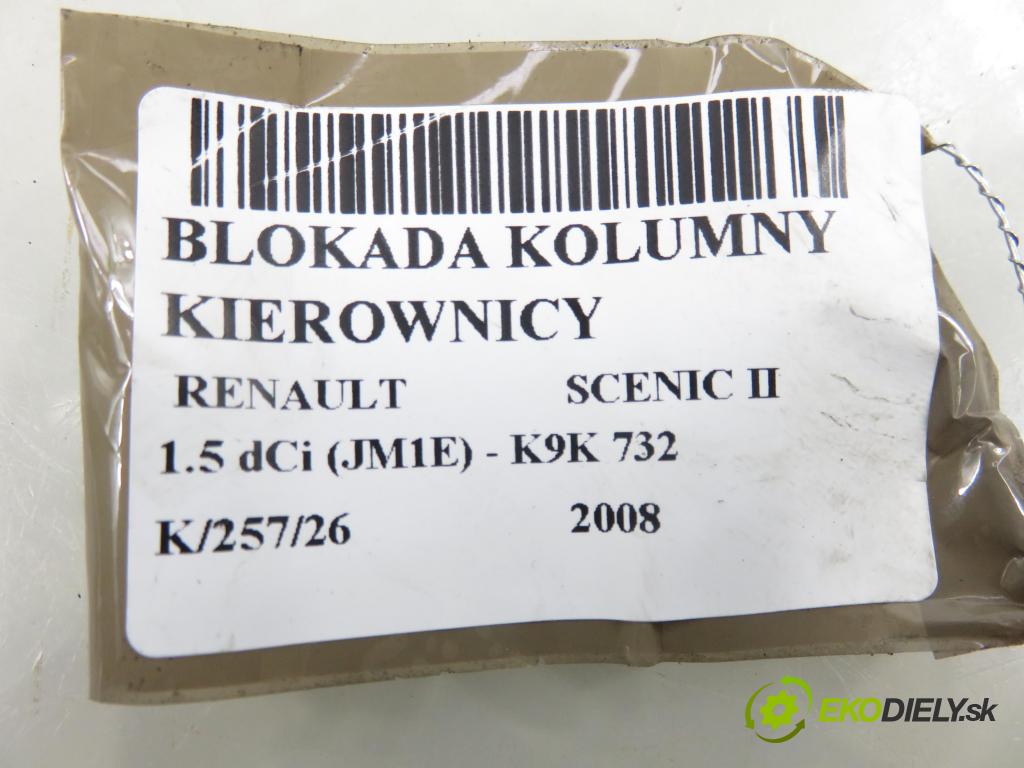 BLOKADA KOLUMNY
KIEROWNICY
RENAULT SCENIC II
1.5 dCi (JM1E) - K9K 732
K/257/26 2008
EKODIELY.sk